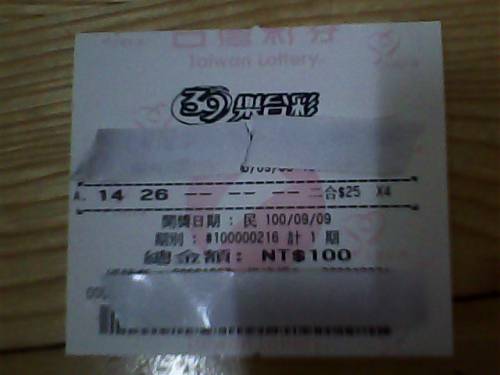 Taiwan Lottery
39樂合彩
A. 14 26 -- -- -- 二合$25 X4
開獎日期：民 100/09/09
期別：#100000216 計 1 期
總金額：NT$100